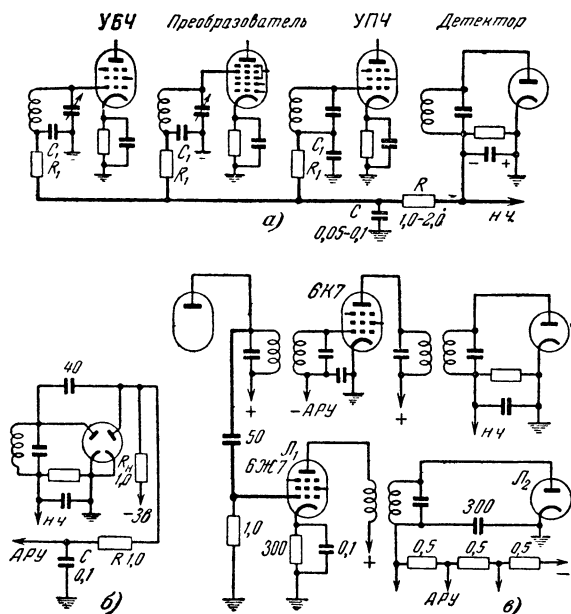 УВЧ Преобразователь УПЧ Детектор
C₁ C₁ C₁
R₁ R₁ R₁
R
- +
C 1,0-2,0 нч.
а) 0,05-0,1
6К7
40
+ -АРУ + нч
50 Л₁
6Ж7 Л₂
Rн
1,0
нч -3в
300
1,0 300 0,1
+
АРУ C R 1,0
0,1
0,5 0,5 0,5
-
АРУ
б) в)